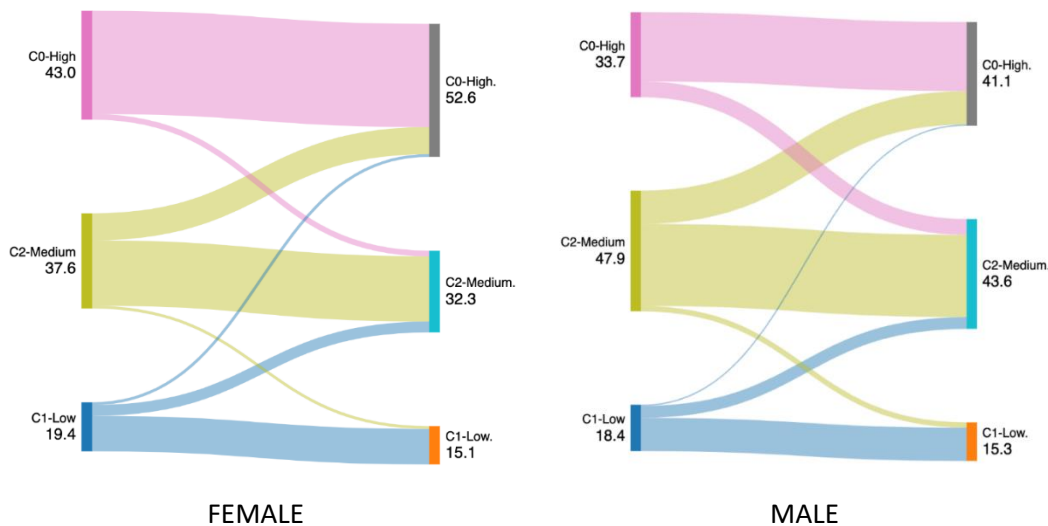 C0-High
43.0
C0-High.
52.6
C2-Medium
37.6
C2-Medium.
32.3
C1-Low
19.4
C1-Low.
15.1
FEMALE
C0-High
33.7
C0-High.
41.1
C2-Medium
47.9
C2-Medium.
43.6
C1-Low
18.4
C1-Low.
15.3
MALE